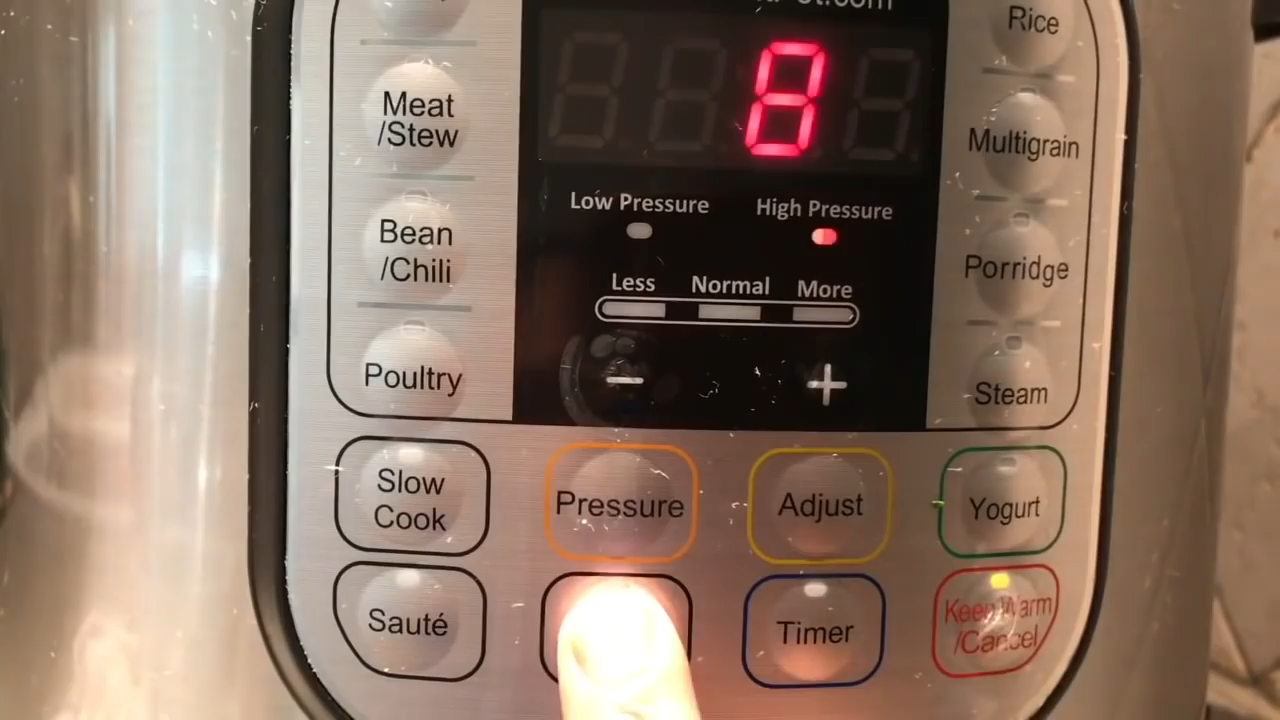 Rice
Meat
/Stew
8
Multigrain
Low Pressure
High Pressure
Bean
/Chili
Porridge
Less
Normal
More
Poultry
−
+
Steam
Slow
Cook
Pressure
Adjust
Yogurt
Sauté
Timer
Keep Warm
/Cancel